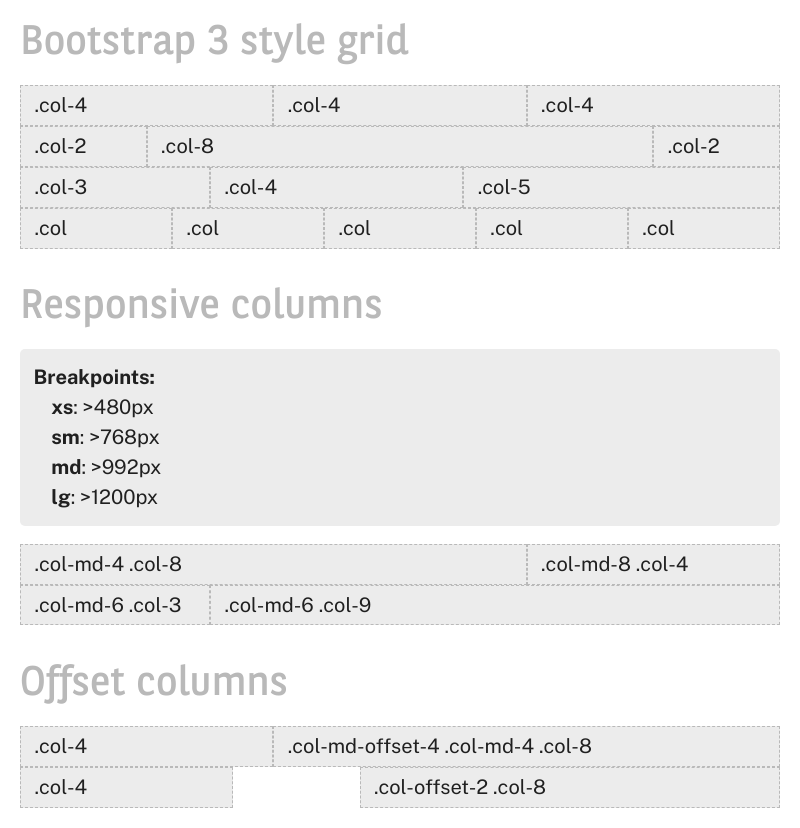 Bootstrap 3 style grid
.col-4 .col-4 .col-4
.col-2 .col-8 .col-2
.col-3 .col-4 .col-5
.col .col .col .col .col
Responsive columns
Breakpoints:
xs: >480px
sm: >768px
md: >992px
lg: >1200px
.col-md-4 .col-8 .col-md-8 .col-4
.col-md-6 .col-3 .col-md-6 .col-9
Offset columns
.col-4 .col-md-offset-4 .col-md-4 .col-8
.col-4 .col-offset-2 .col-8